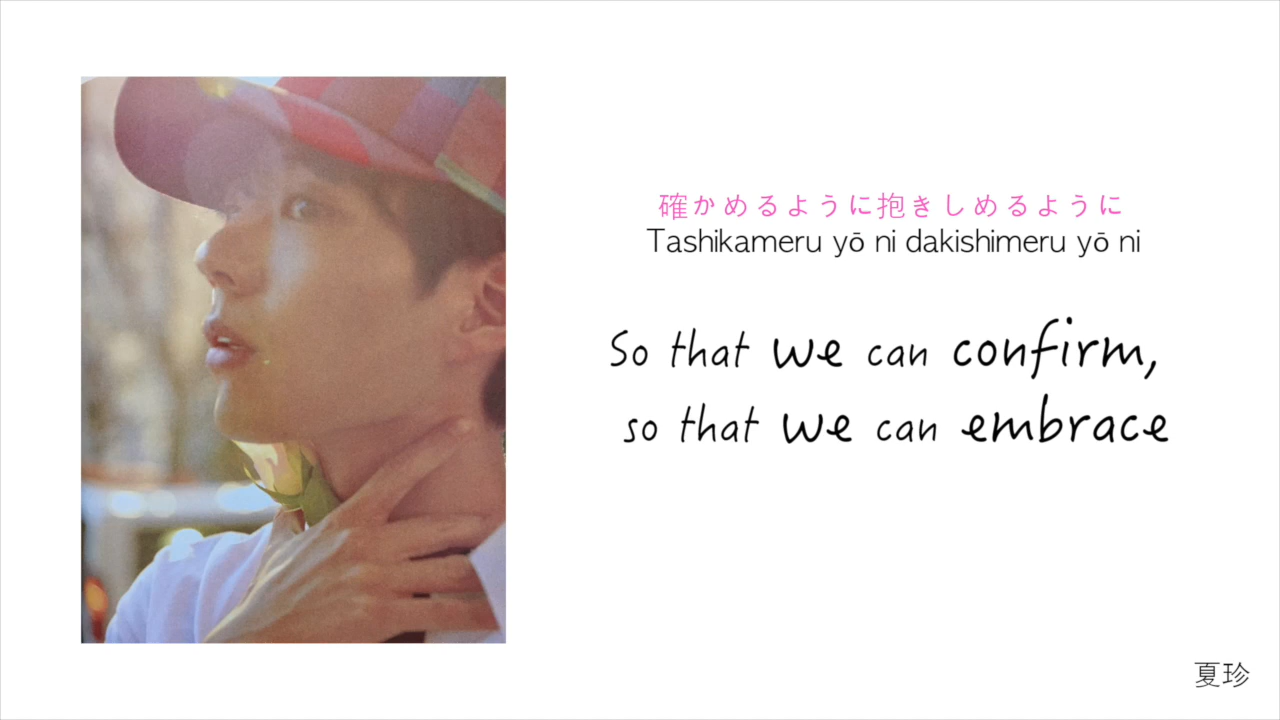 確かめるように抱きしめるように
Tashikameru yō ni dakishimeru yō ni
So that we can confirm,
so that we can embrace
夏珍